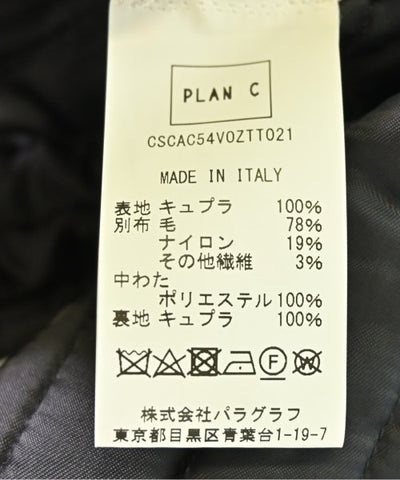 PLAN C
CSCAC54V0ZTT021
MADE IN ITALY
表地 キュプラ 100%
別布 毛 78%
ナイロン 19%
その他繊維 3%
中わた
ポリエステル 100%
裏地 キュプラ 100%
株式会社パラグラフ
東京都目黒区青葉台1-19-7